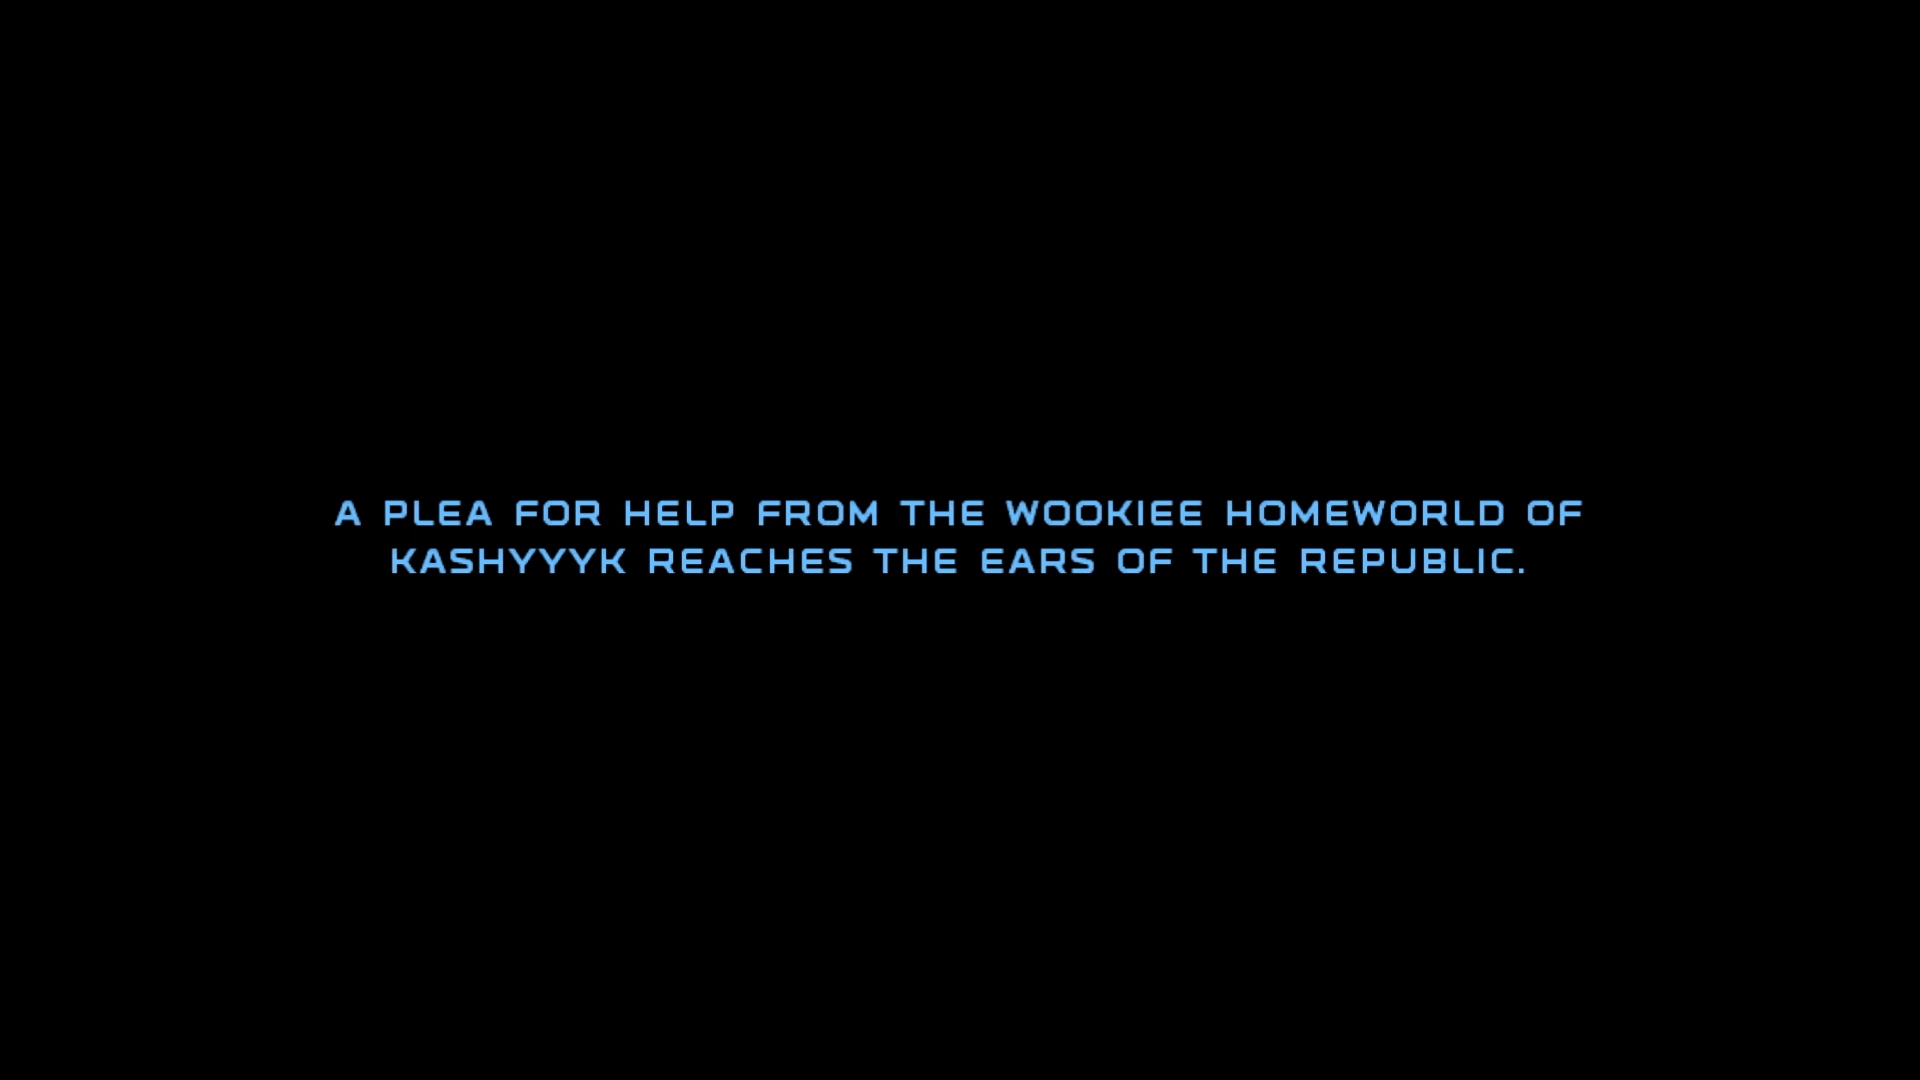 A PLEA FOR HELP FROM THE WOOKIEE HOMEWORLD OF
KASHYYYK REACHES THE EARS OF THE REPUBLIC.